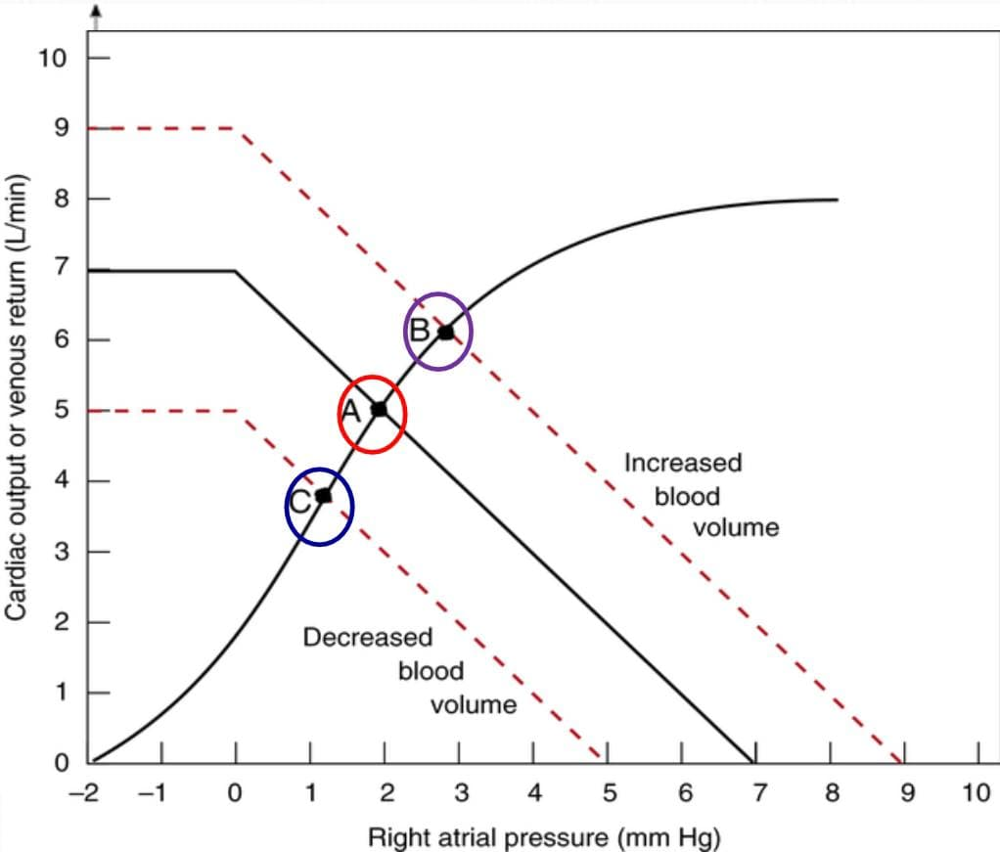 Cardiac output or venous return (L/min)
10
9
8
7
6
5
4
3
2
1
0
B
A
C
Increased
blood
volume
Decreased
blood
volume
–2 –1 0 1 2 3 4 5 6 7 8 9 10
Right atrial pressure (mm Hg)